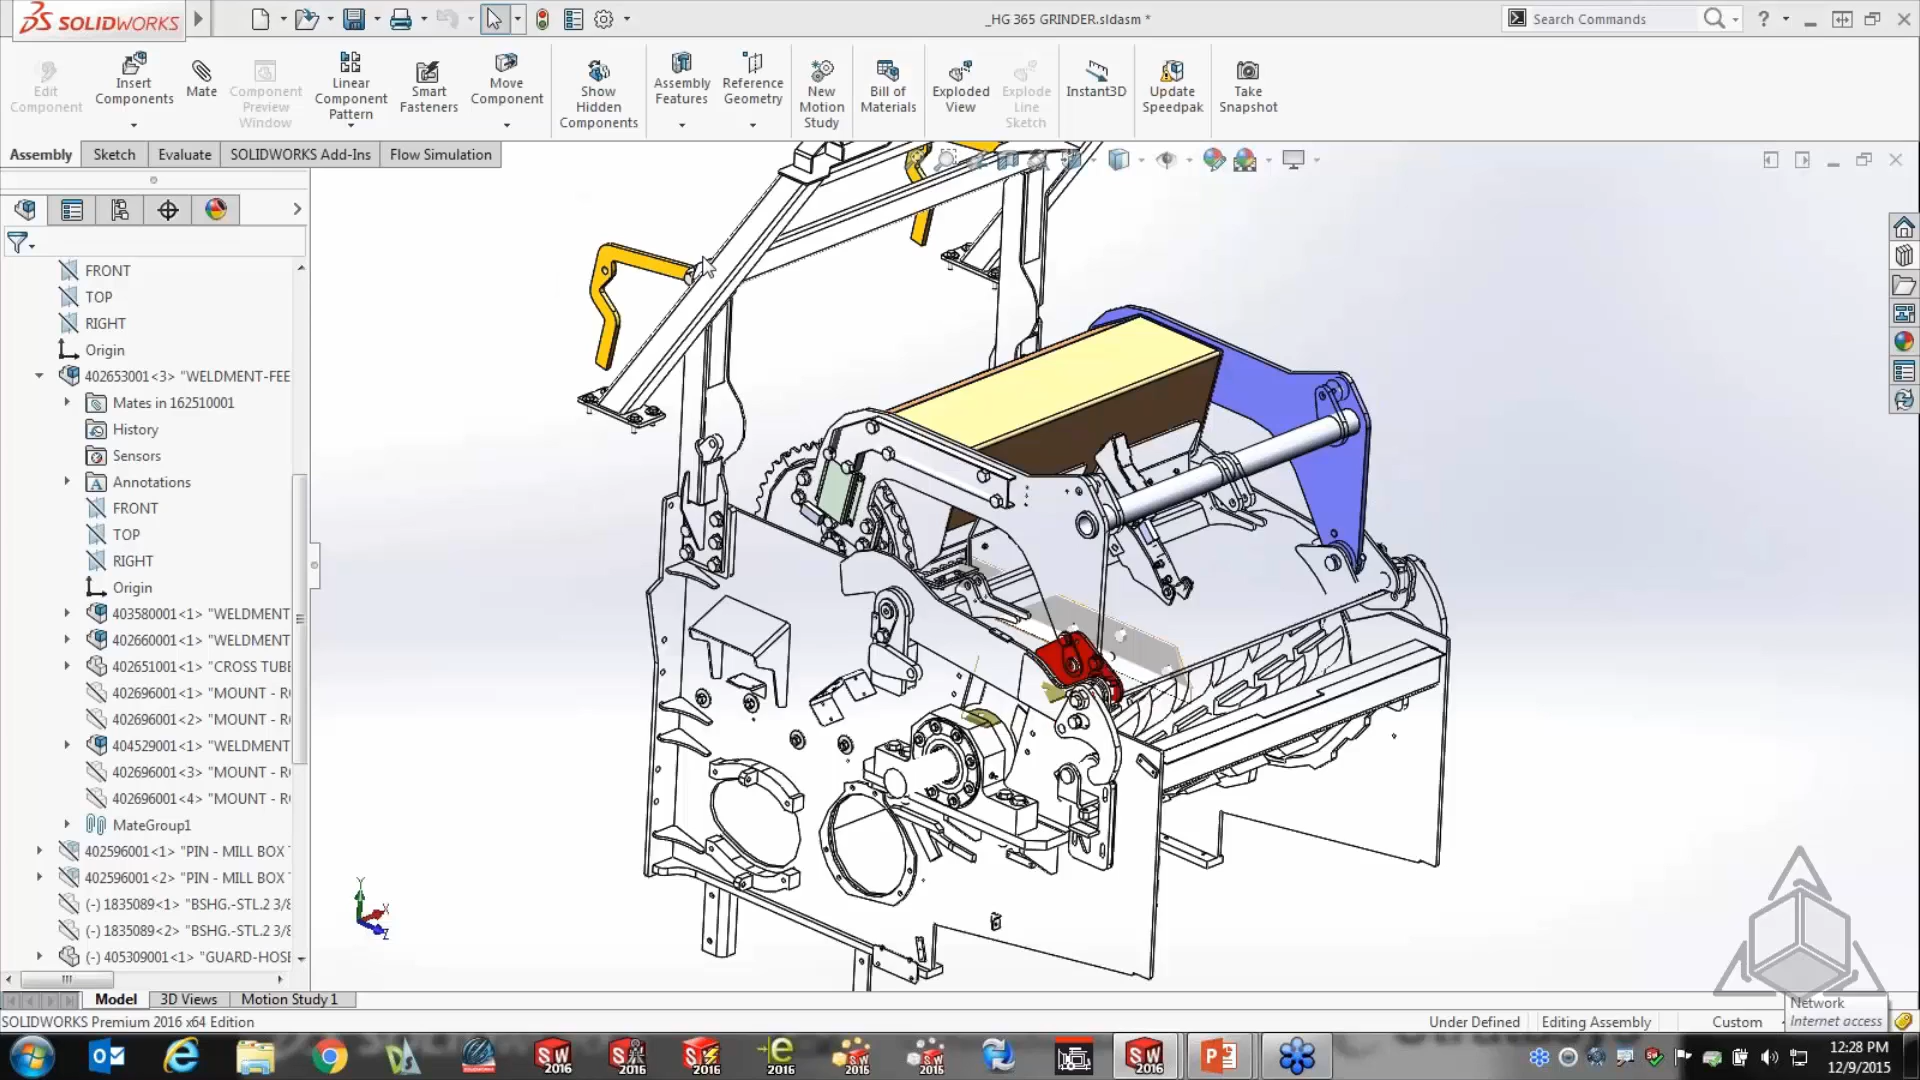 SOLIDWORKS
_HG 365 GRINDER.sldasm *
Search Commands
?
Edit Component
Insert Components
Mate
Component Preview Window
Linear Component Pattern
Smart Fasteners
Move Component
Show Hidden Components
Assembly Features
Reference Geometry
New Motion Study
Bill of Materials
Exploded View
Explode Line Sketch
Instant3D
Update Speedpak
Take Snapshot
Assembly
Sketch
Evaluate
SOLIDWORKS Add-Ins
Flow Simulation
FRONT
TOP
RIGHT
Origin
402653001<3> "WELDMENT-FEE
Mates in 162510001
History
Sensors
Annotations
FRONT
TOP
RIGHT
Origin
403580001<1> "WELDMENT
402660001<1> "WELDMENT
402651001<1> "CROSS TUBE
402696001<1> "MOUNT - R
402696001<2> "MOUNT - R
404529001<1> "WELDMENT
402696001<3> "MOUNT - R
402696001<4> "MOUNT - R
MateGroup1
402596001<1> "PIN - MILL BOX
402596001<2> "PIN - MILL BOX
(-) 1835089<1> "BSHG.-STL.2 3/8
(-) 1835089<2> "BSHG.-STL.2 3/8
(-) 405309001<1> "GUARD-HOSE
Y
X
Z
Model
3D Views
Motion Study 1
SOLIDWORKS Premium 2016 x64 Edition
Under Defined
Editing Assembly
Custom
Network
Internet access
12:28 PM
12/9/2015